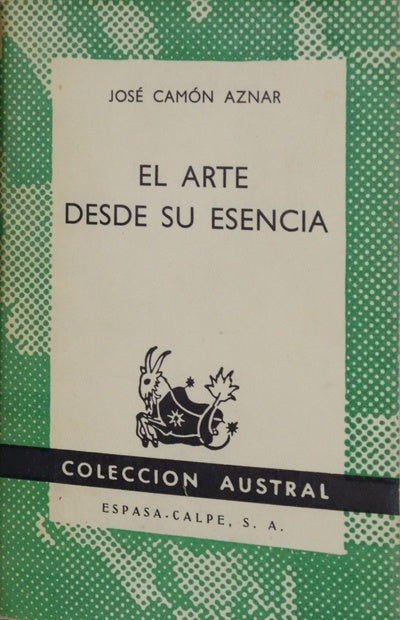 JOSÉ CAMÓN AZNAR
EL ARTE
DESDE SU ESENCIA
COLECCION AUSTRAL
ESPASA-CALPE, S. A.